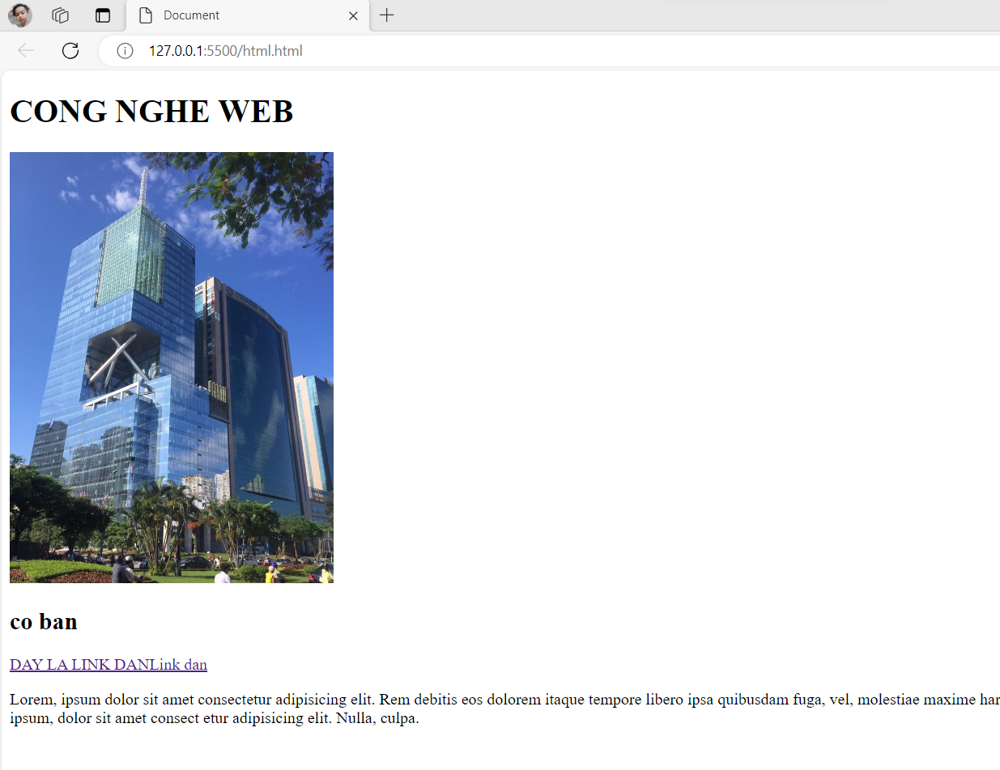 Document
127.0.0.1:5500/html.html
CONG NGHE WEB
co ban
DAY LA LINK DANLink dan
Lorem, ipsum dolor sit amet consectetur adipisicing elit. Rem debitis eos dolorem itaque tempore libero ipsa quibusdam fuga, vel, molestiae maxime har
ipsum, dolor sit amet consect etur adipisicing elit. Nulla, culpa.